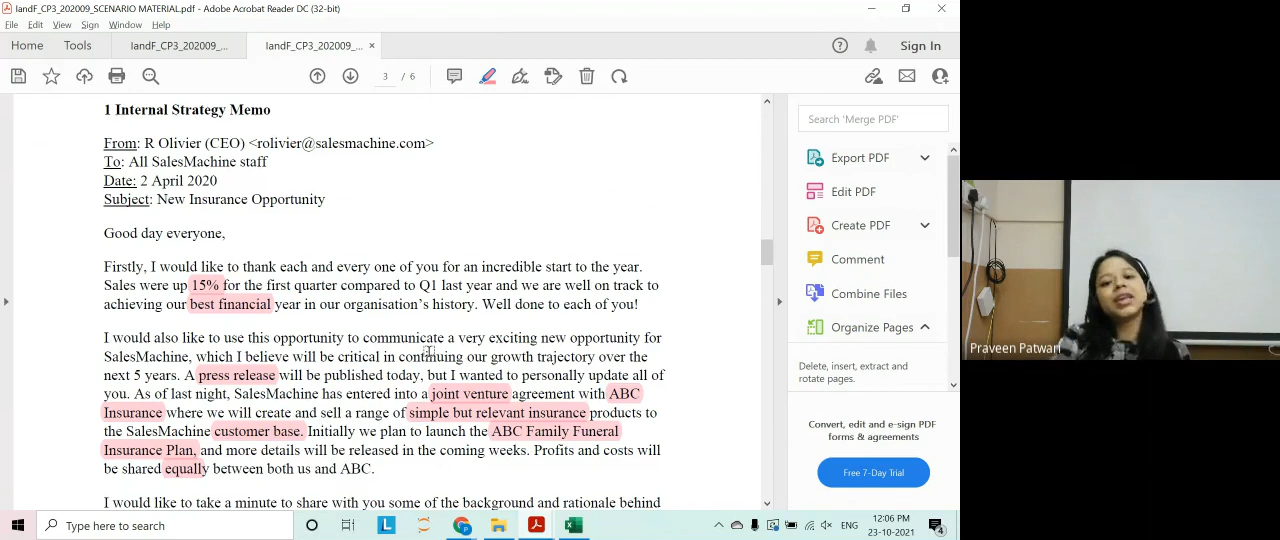 IandF_CP3_202009_SCENARIO MATERIAL.pdf - Adobe Acrobat Reader DC (32-bit)
File Edit View Sign Window Help
Home Tools IandF_CP3_202009_... IandF_CP3_202009_... × Sign In
3 / 6
1 Internal Strategy Memo
From: R Olivier (CEO) <rolivier@salesmachine.com>
To: All SalesMachine staff
Date: 2 April 2020
Subject: New Insurance Opportunity
Good day everyone,
Firstly, I would like to thank each and every one of you for an incredible start to the year.
Sales were up 15% for the first quarter compared to Q1 last year and we are well on track to
achieving our best financial year in our organisation's history. Well done to each of you!
I would also like to use this opportunity to communicate a very exciting new opportunity for
SalesMachine, which I believe will be critical in continuing our growth trajectory over the
next 5 years. A press release will be published today, but I wanted to personally update all of
you. As of last night, SalesMachine has entered into a joint venture agreement with ABC
Insurance where we will create and sell a range of simple but relevant insurance products to
the SalesMachine customer base. Initially we plan to launch the ABC Family Funeral
Insurance Plan, and more details will be released in the coming weeks. Profits and costs will
be shared equally between both us and ABC.
I would like to take a minute to share with you some of the background and rationale behind
Search 'Merge PDF'
Export PDF
Edit PDF
Create PDF
Comment
Combine Files
Organize Pages
Delete, insert, extract and
rotate pages.
Convert, edit and e-sign PDF
forms & agreements
Free 7-Day Trial
Praveen Patwari
Type here to search
L
ENG
12:06 PM
23-10-2021
4